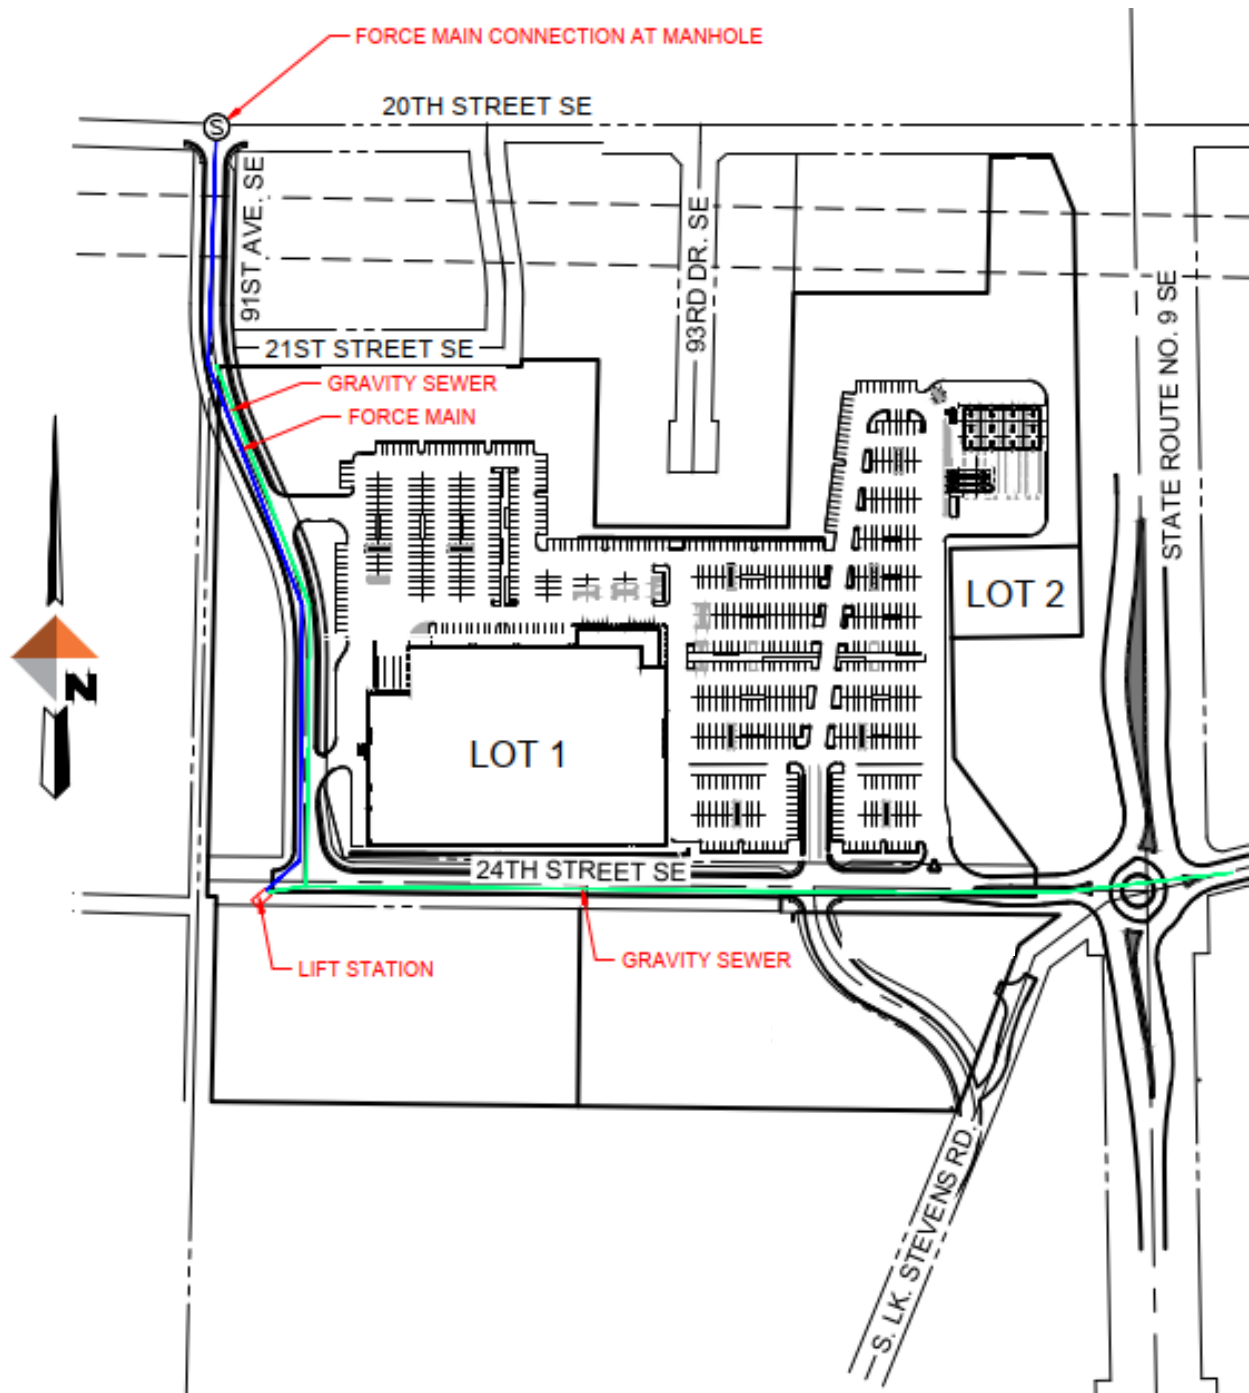 FORCE MAIN CONNECTION AT MANHOLE
20TH STREET SE
S
91ST AVE. SE
93RD DR. SE
STATE ROUTE NO. 9 SE
21ST STREET SE
GRAVITY SEWER
FORCE MAIN
LOT 2
N
LOT 1
24TH STREET SE
LIFT STATION
GRAVITY SEWER
S. LK. STEVENS RD.